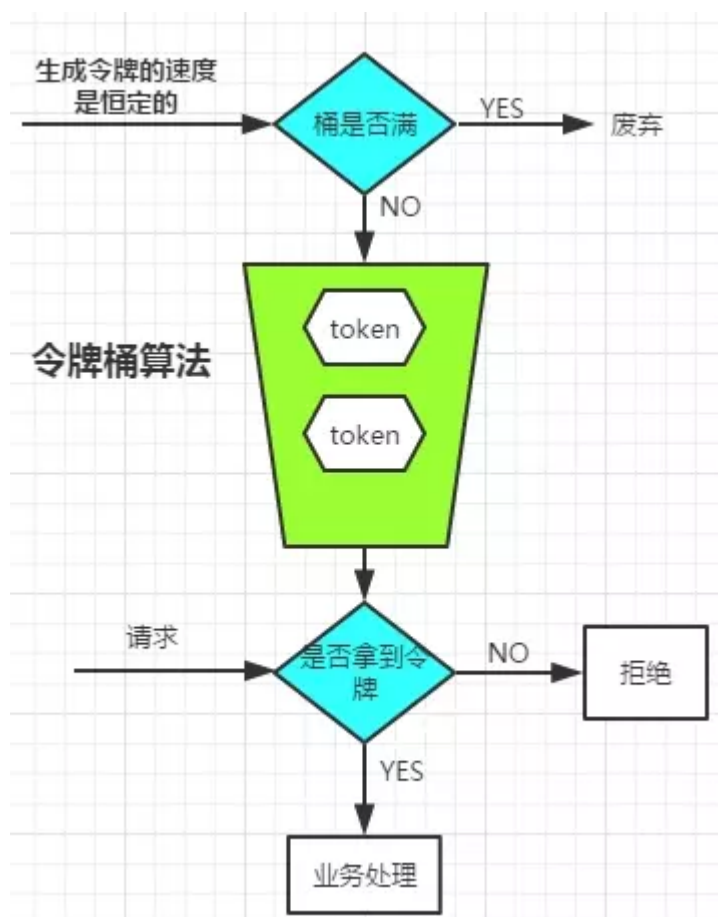 生成令牌的速度
是恒定的
桶是否满
YES
废弃
NO
token
令牌桶算法
token
请求
是否拿到令
牌
NO
拒绝
YES
业务处理